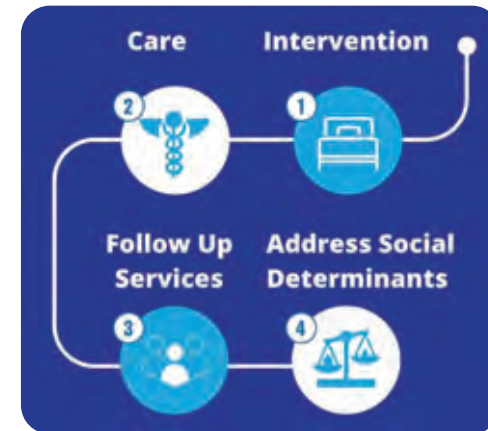 Care Intervention
2 1
Follow Up Address Social
Services Determinants
3 4